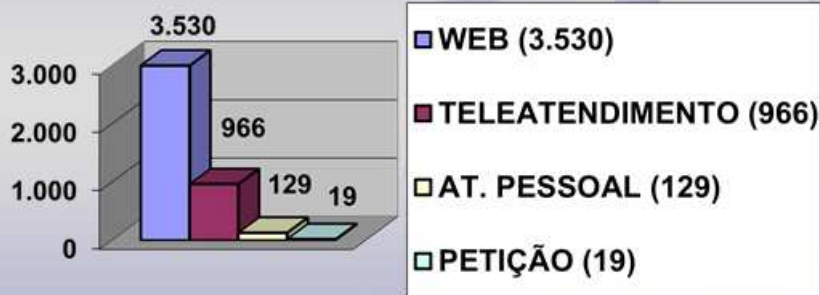 3.530
3.000
2.000
1.000
0
966
129
19
WEB (3.530)
TELEATENDIMENTO (966)
AT. PESSOAL (129)
PETIÇÃO (19)